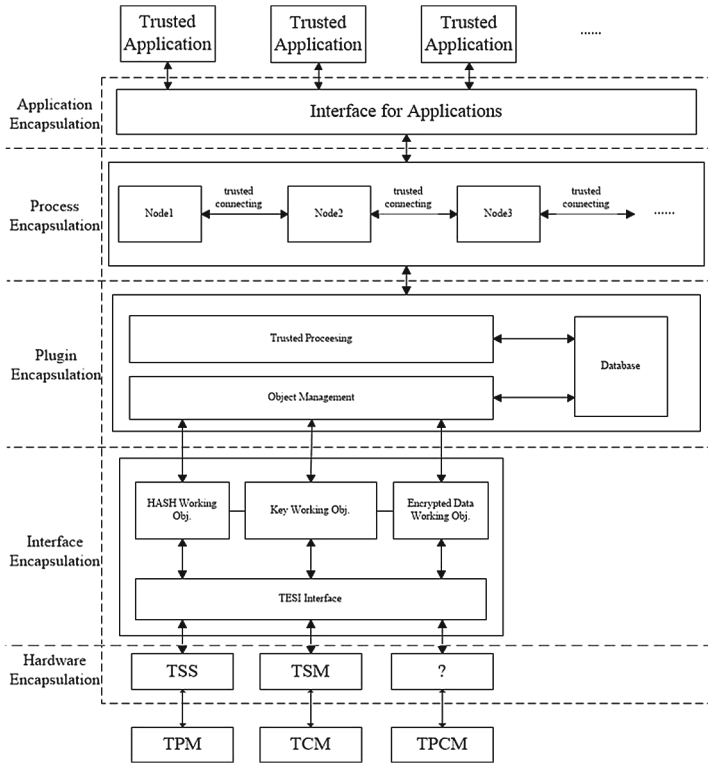 Trusted
Application
Trusted
Application
Trusted
Application
......
Application
Encapsulation
Interface for Applications
Process
Encapsulation
Node1
trusted
connecting
Node2
trusted
connecting
Node3
trusted
connecting
......
Plugin
Encapsulation
Trusted Proceesing
Object Management
Database
Interface
Encapsulation
HASH Working
Obj.
Key Working Obj.
Encrypted Data
Working Obj.
TESI Interface
Hardware
Encapsulation
TSS
TSM
?
TPM
TCM
TPCM